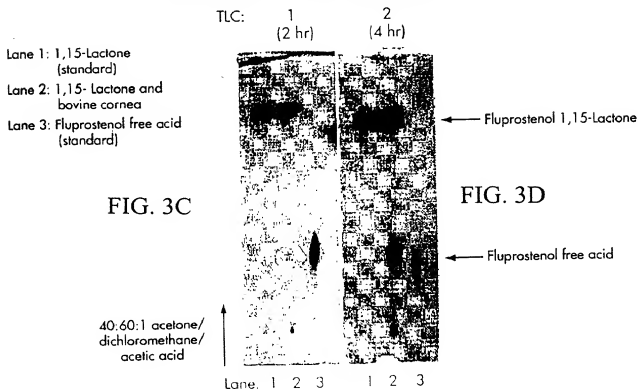 TLC: 1 2
(2 hr) (4 hr)
Lane 1: 1,15-Lactone
(standard)
Lane 2: 1,15- Lactone and
bovine cornea
Lane 3: Fluprostenol free acid
(standard)
Fluprostenol 1,15-Lactone
FIG. 3C
FIG. 3D
Fluprostenol free acid
40:60:1 acetone/
dichloromethane/
acetic acid
Lane. 1 2 3 1 2 3